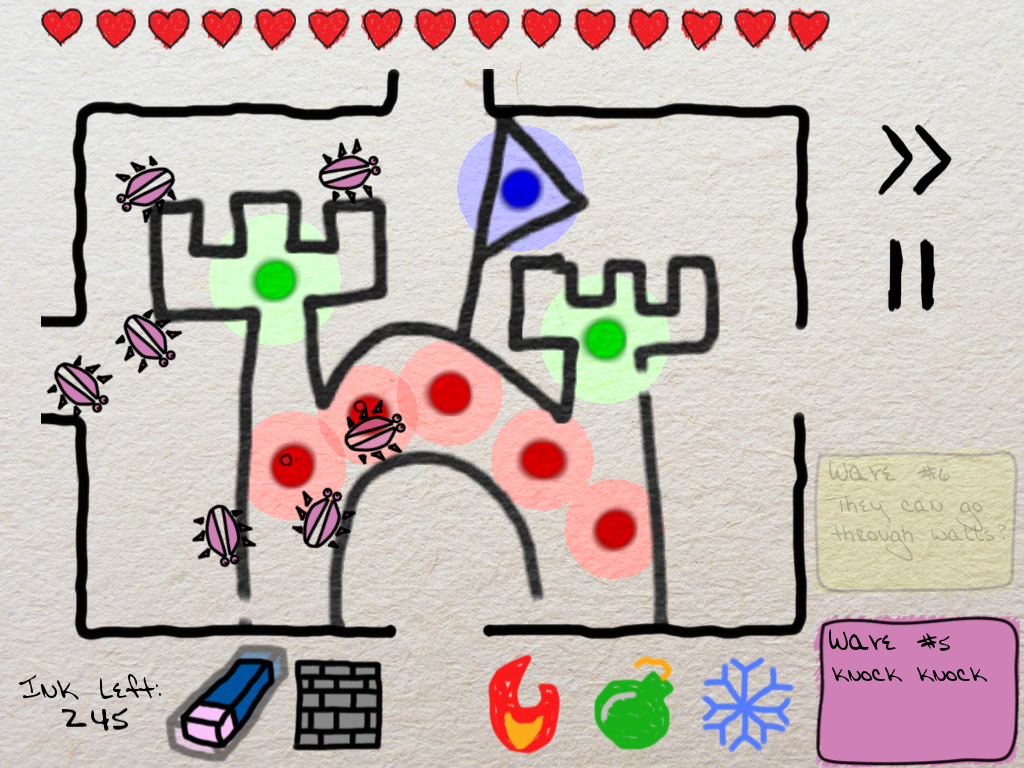 Wave #6
They can go
through walls?
Wave #5
Knock Knock
Ink Left:
245